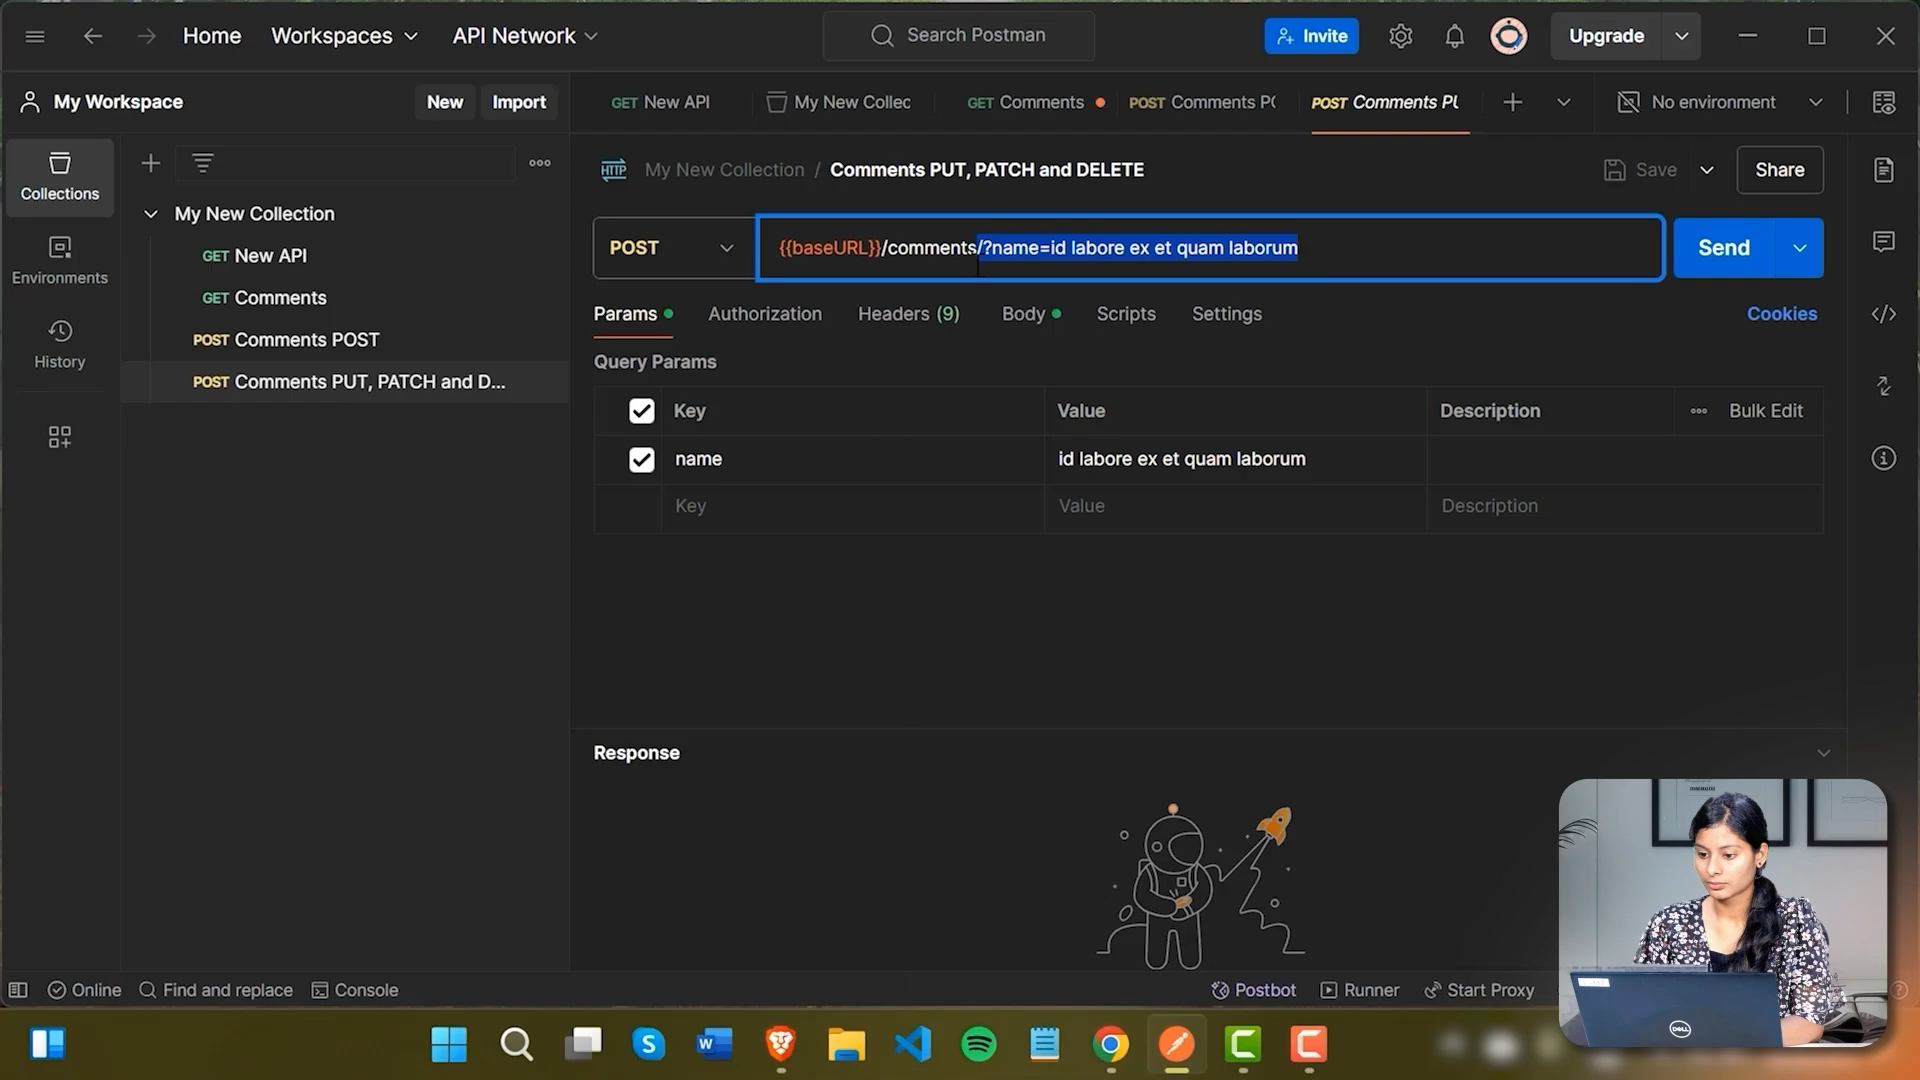 Home
Workspaces
API Network
Search Postman
Invite
Upgrade
My Workspace
New
Import
GET New API
My New Collec
GET Comments
POST Comments PO
POST Comments PU
No environment
Collections
Environments
History
My New Collection
GET New API
GET Comments
POST Comments POST
POST Comments PUT, PATCH and D...
HTTP
My New Collection / Comments PUT, PATCH and DELETE
Save
Share
POST
{{baseURL}}/comments/?name=id labore ex et quam laborum
Send
Params
Authorization
Headers (9)
Body
Scripts
Settings
Cookies
Query Params
Key
Value
Description
Bulk Edit
name
id labore ex et quam laborum
Key
Value
Description
Response
Online
Find and replace
Console
Postbot
Runner
Start Proxy
DELL